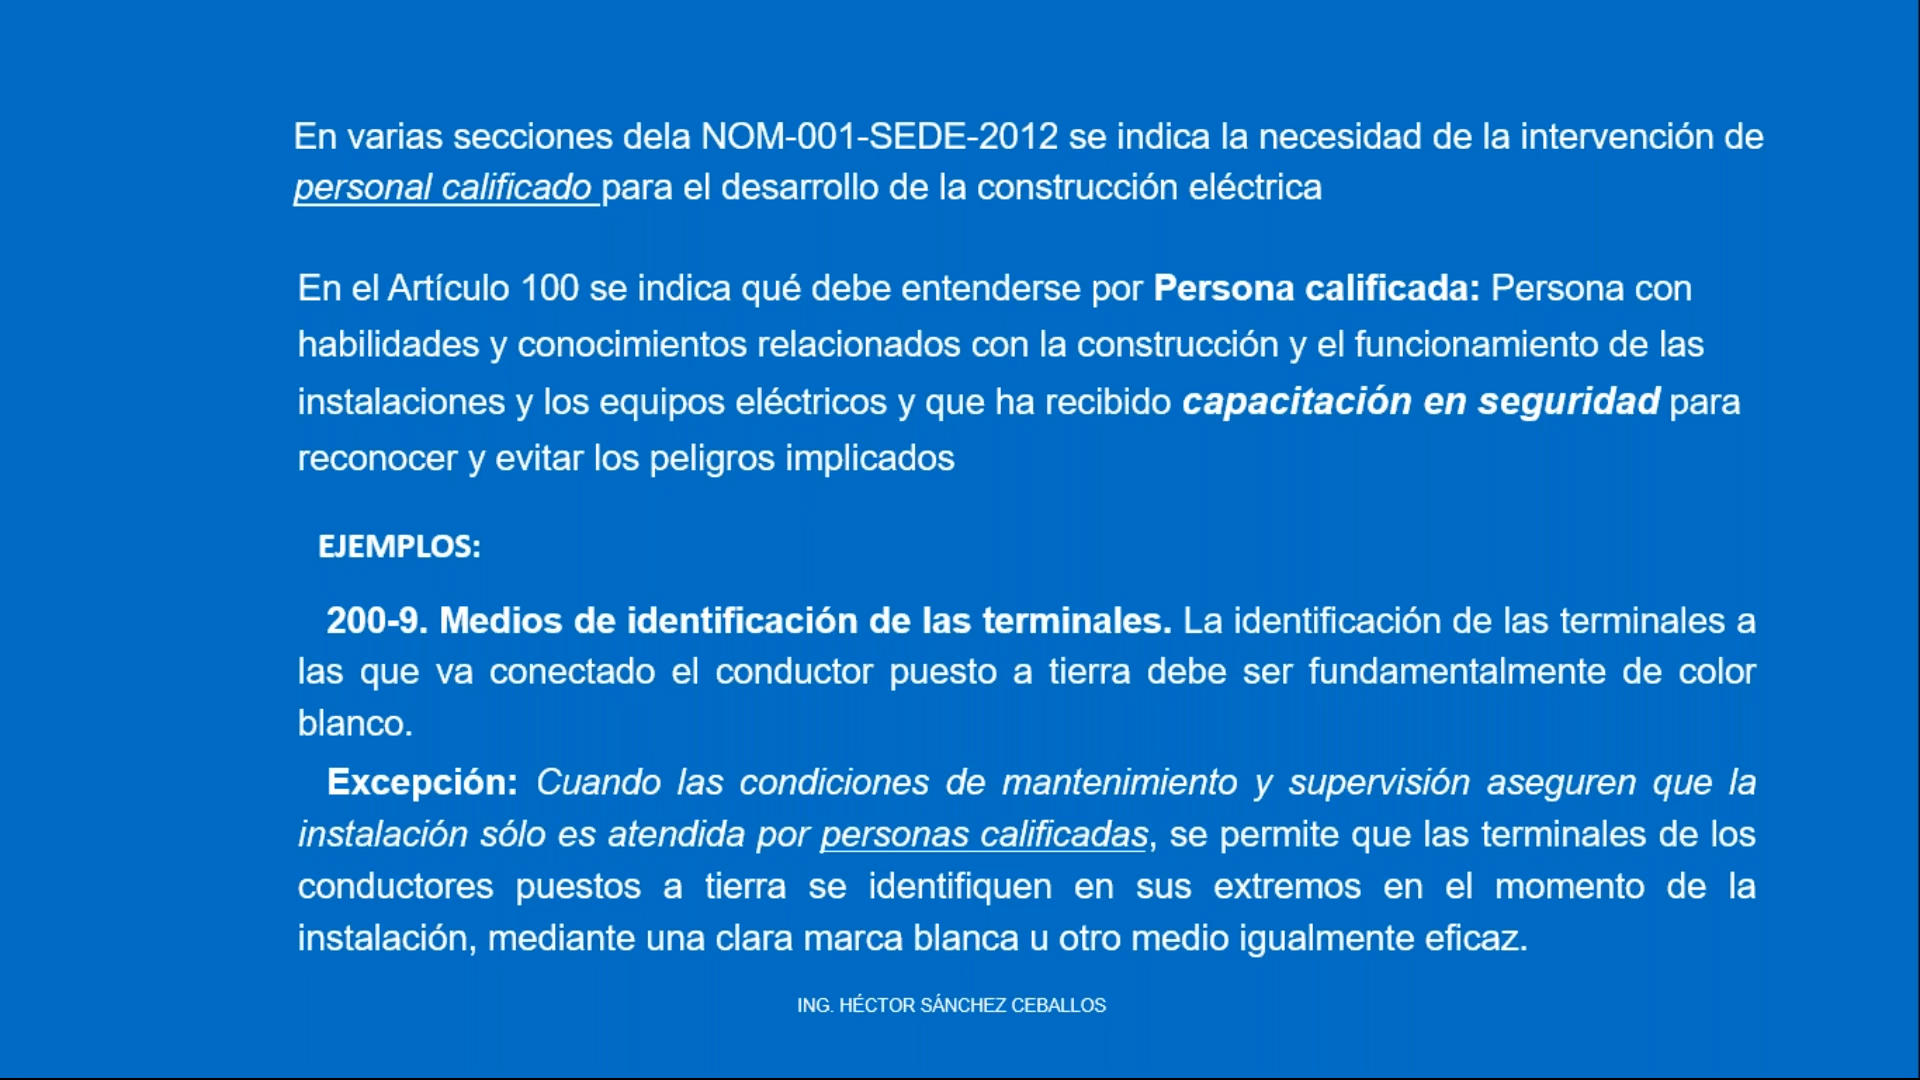 En varias secciones dela NOM-001-SEDE-2012 se indica la necesidad de la intervención de
personal calificado para el desarrollo de la construcción eléctrica
En el Artículo 100 se indica qué debe entenderse por Persona calificada: Persona con
habilidades y conocimientos relacionados con la construcción y el funcionamiento de las
instalaciones y los equipos eléctricos y que ha recibido capacitación en seguridad para
reconocer y evitar los peligros implicados
EJEMPLOS:
200-9. Medios de identificación de las terminales. La identificación de las terminales a
las que va conectado el conductor puesto a tierra debe ser fundamentalmente de color
blanco.
Excepción: Cuando las condiciones de mantenimiento y supervisión aseguren que la
instalación sólo es atendida por personas calificadas, se permite que las terminales de los
conductores puestos a tierra se identifiquen en sus extremos en el momento de la
instalación, mediante una clara marca blanca u otro medio igualmente eficaz.
ING. HÉCTOR SÁNCHEZ CEBALLOS